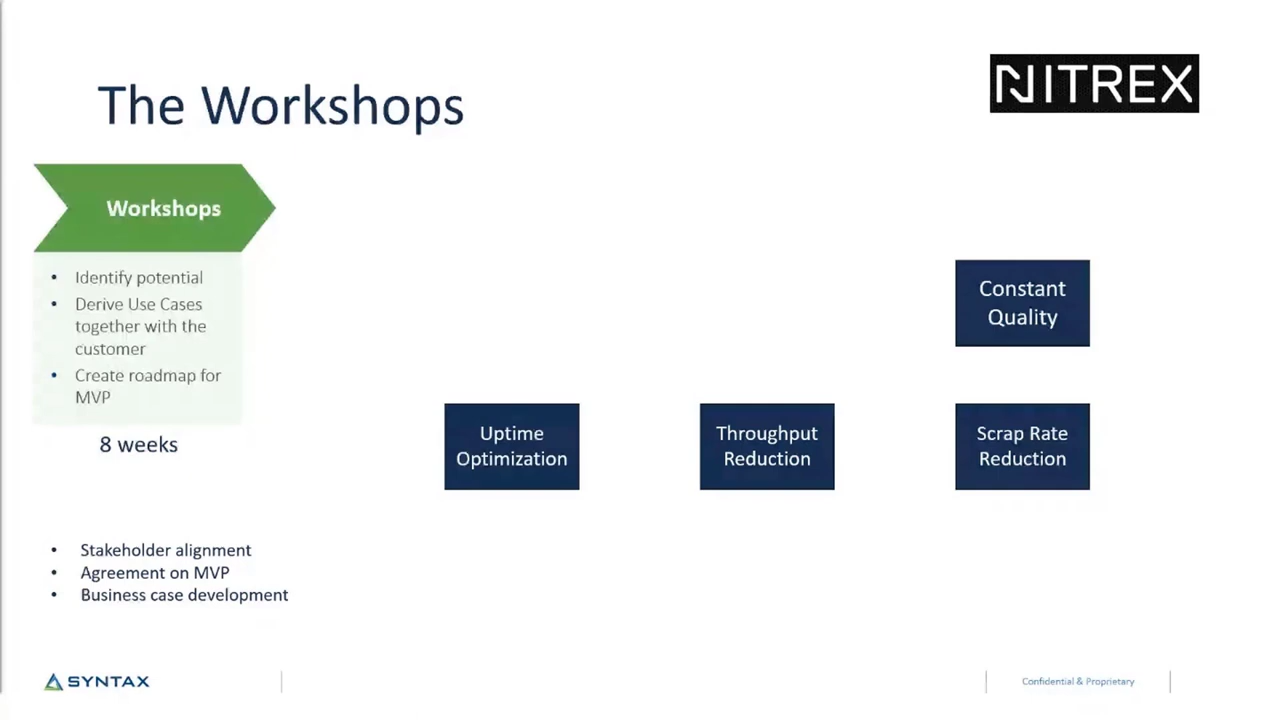 The Workshops
NITREX
Workshops
• Identify potential
• Derive Use Cases
together with the
customer
• Create roadmap for
MVP
8 weeks
Constant
Quality
Uptime
Optimization
Throughput
Reduction
Scrap Rate
Reduction
• Stakeholder alignment
• Agreement on MVP
• Business case development
SYNTAX
Confidential & Proprietary